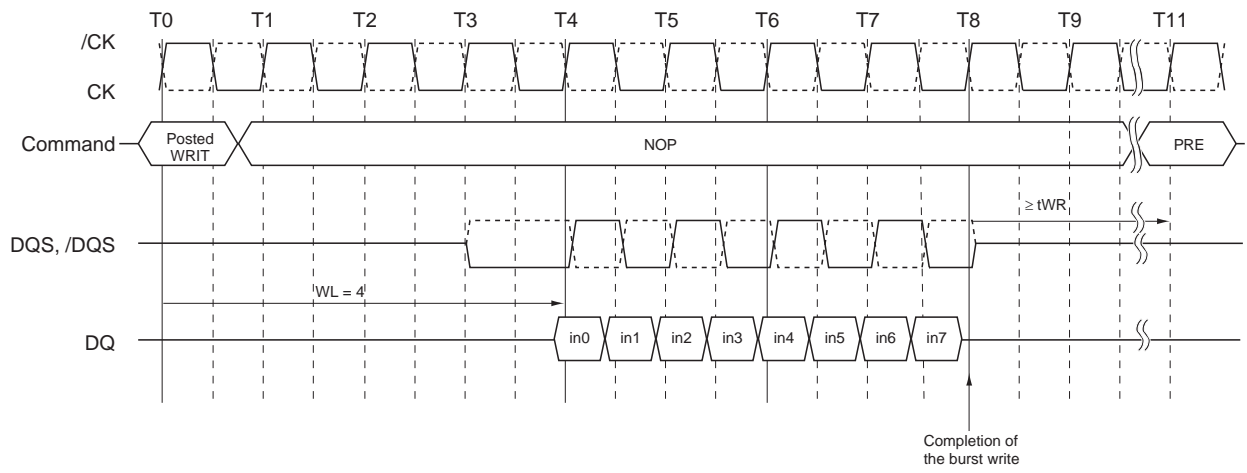 T0 T1 T2 T3 T4 T5 T6 T7 T8 T9 T11
/CK
CK
Command
Posted
WRIT
NOP
PRE
≥ tWR
DQS, /DQS
WL = 4
DQ
in0 in1 in2 in3 in4 in5 in6 in7
Completion of
the burst write